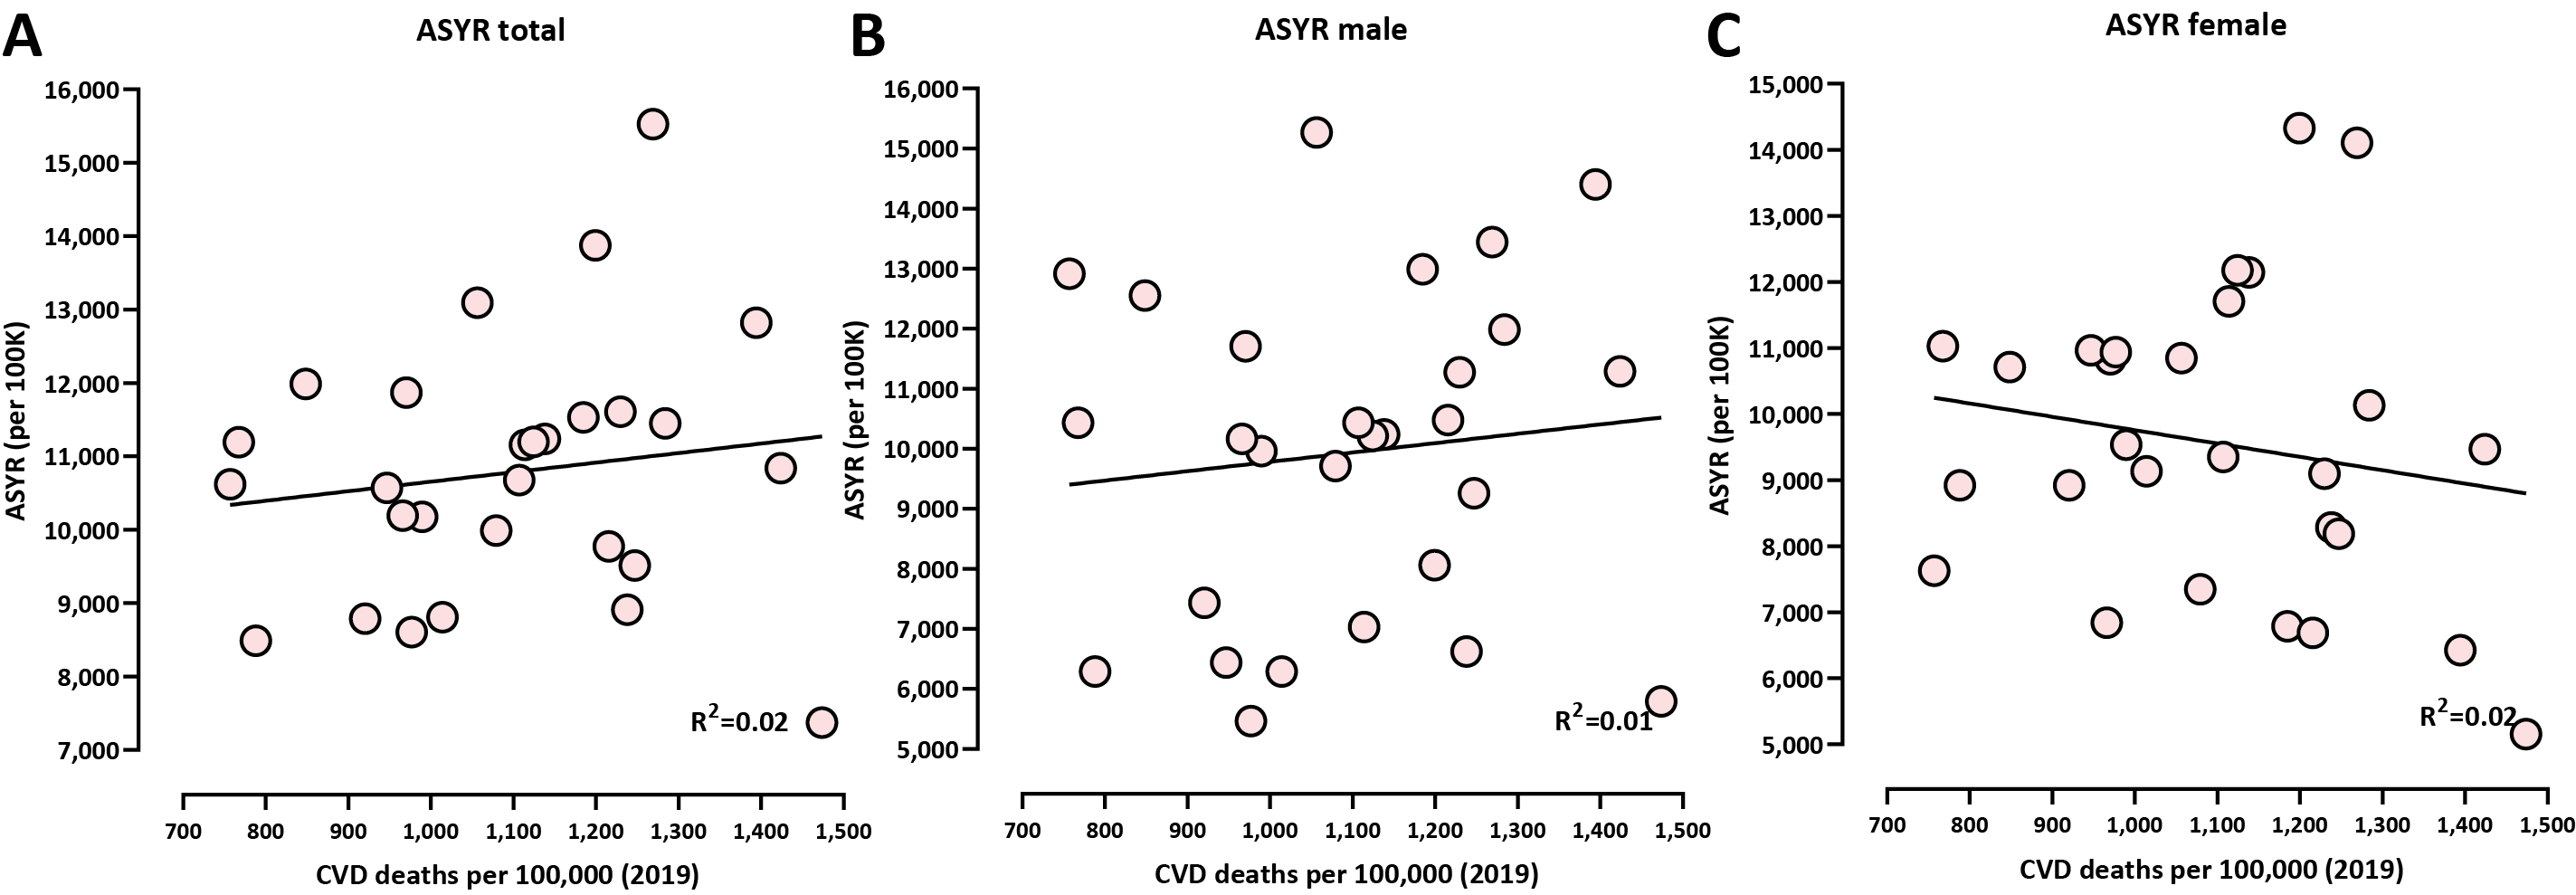 A
ASYR total
16,000
15,000
14,000
13,000
12,000
11,000
10,000
9,000
8,000
7,000
ASYR (per 100K)
R²=0.02
700 800 900 1,000 1,100 1,200 1,300 1,400 1,500
CVD deaths per 100,000 (2019)
B
ASYR male
16,000
15,000
14,000
13,000
12,000
11,000
10,000
9,000
8,000
7,000
6,000
5,000
ASYR (per 100K)
R²=0.01
700 800 900 1,000 1,100 1,200 1,300 1,400 1,500
CVD deaths per 100,000 (2019)
C
ASYR female
15,000
14,000
13,000
12,000
11,000
10,000
9,000
8,000
7,000
6,000
5,000
ASYR (per 100K)
R²=0.02
700 800 900 1,000 1,100 1,200 1,300 1,400 1,500
CVD deaths per 100,000 (2019)